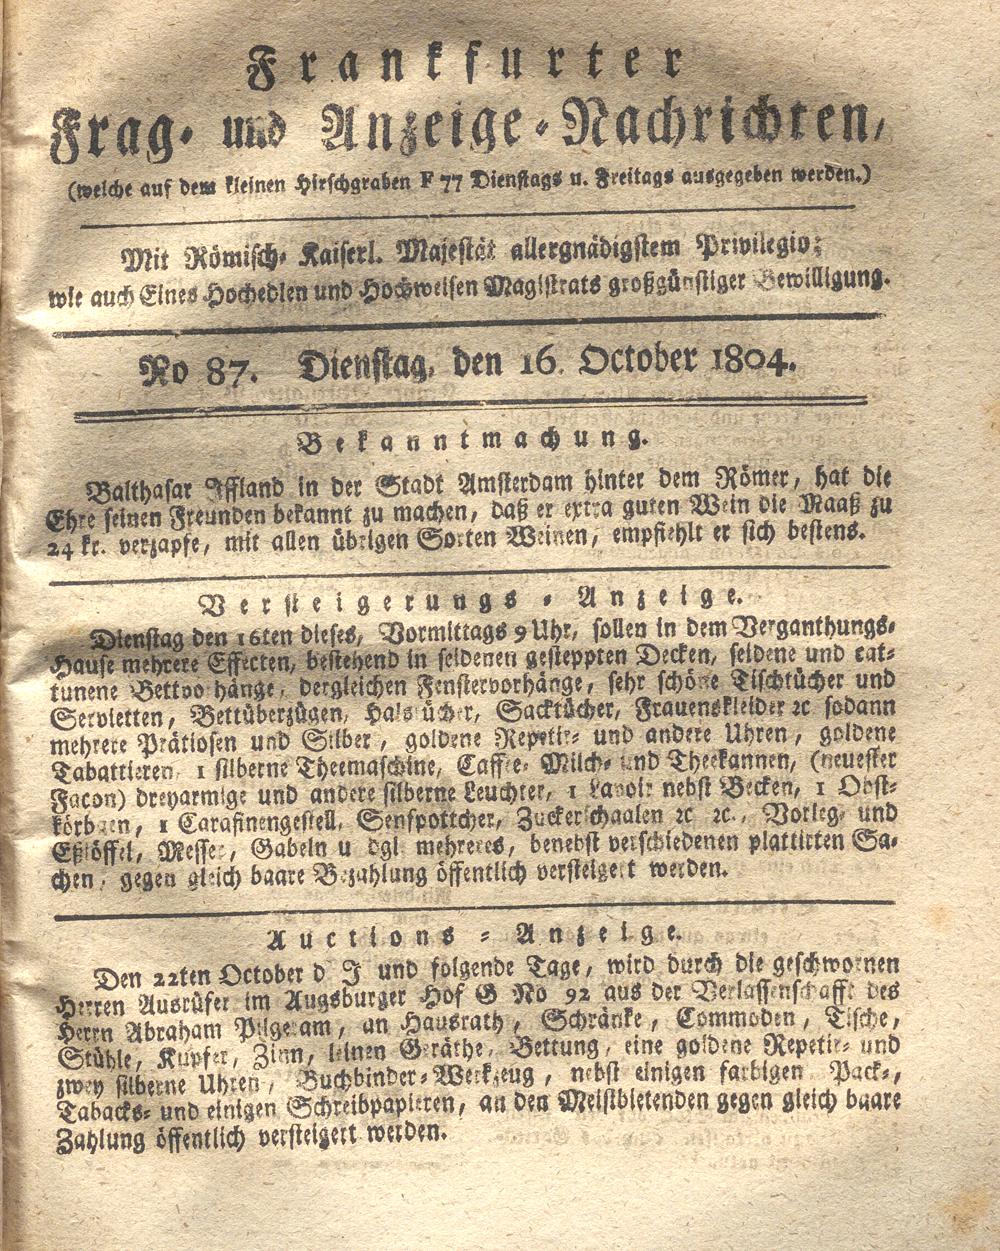 Frankfurter
Frag- und Anzeige-Nachrichten,
(welche auf dem kleinen Hirschgraben F 77 Dienstags u. Freitags ausgegeben werden.)
Mit Römisch- Kaiserl. Majestät allergnädigstem Privilegio;
wie auch Eines Hochedlen und Hochweisen Magistrats großgünstiger Bewilligung.
No 87. Dienstag, den 16. October 1804.
Bekanntmachung.
Balthasar Iffland in der Stadt Amsterdam hinter dem Römer, hat die
Ehre seinen Freunden bekannt zu machen, daß er extra guten Wein die Maaß zu
24 kr. verzapfe, mit allen übrigen Sorten Weinen, empfiehlt er sich bestens.
Versteigerungs-Anzeige.
Dienstag den 16ten dieses, Vormittags 9 Uhr, sollen in dem Verganthungs-
Hause mehrere Effecten, bestehend in seidenen gesteppten Decken, seidene und cat-
tunene Bettvorhänge, dergleichen Fenstervorhänge, sehr schöne Tischtücher und
Servietten, Bettüberzügen, Halstücher, Sacktücher, Frauenskleider ꝛc sodann
mehrere Prätiosen und Silber, goldene Repetir- und andere Uhren, goldene
Tabattieren, 1 silberne Theemaschine, Caffee- Milch- und Theekannen, (neuester
Facon) dreyarmige und andere silberne Leuchter, 1 Lavoir nebst Becken, 1 Obst-
körbgen, 1 Carafinengestell, Senfpottcher, Zuckerschaalen ꝛc ꝛc., Vorleg- und
Eßlöffel, Messer, Gabeln u dgl mehreres, benebst verschiedenen plattirten Sa-
chen, gegen gleich baare Bezahlung öffentlich versteigert werden.
Auctions-Anzeige.
Den 22ten October d J und folgende Tage, wird durch die geschwornen
Herren Ausrüfer im Augsburger Hof G No 92 aus der Verlassenschafft des
Herrn Abraham Pilgeram, an Hausrath, Schränke, Commoden, Tische,
Stühle, Kupfer, Zinn, leinen Geräthe, Bettung, eine goldene Repetir- und
zwey silberne Uhren, Buchbinder-Werkzeug, nebst einigen farbigen Pack-,
Tabacks- und einigen Schreibpapieren, an den Meistbietenden gegen gleich baare
Zahlung öffentlich versteigert werden.